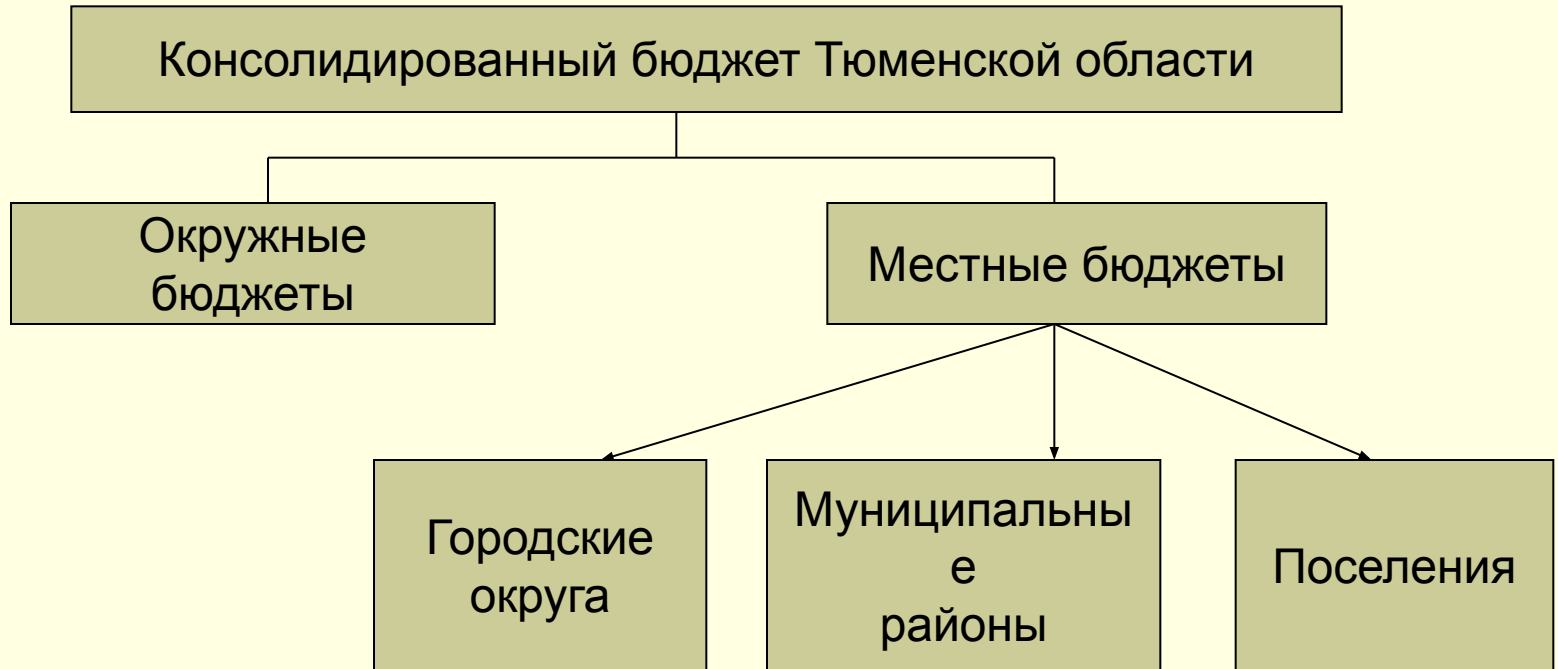 Консолидированный бюджет Тюменской области
Окружные
бюджеты
Местные бюджеты
Городские
округа
Муниципальны
е
районы
Поселения